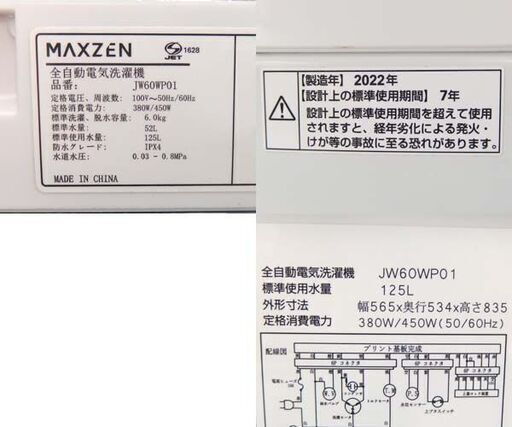 MAXZEN
JET 1628
全自動電気洗濯機
品番: JW60WP01
定格電圧、周波数: 100V～50Hz/60Hz
定格消費電力: 380W/450W
標準洗濯、脱水容量: 6.0kg
標準水量: 52L
標準使用水量: 125L
防水グレード: IPX4
水道水圧: 0.03 - 0.8MPa
MADE IN CHINA
【製造年】2022年
【設計上の標準使用期間】7年
設計上の標準使用期間を超えて使用
されますと、経年劣化による発火・
けが等の事故に至る恐れがあります。
全自動電気洗濯機 JW60WP01
標準使用水量 125L
外形寸法 幅565x奥行534x高さ835
定格消費電力 380W/450W(50/60Hz)
配線図
プリント基板完成
6P コネクタ 6P コネクタ
W.S T.M P.S